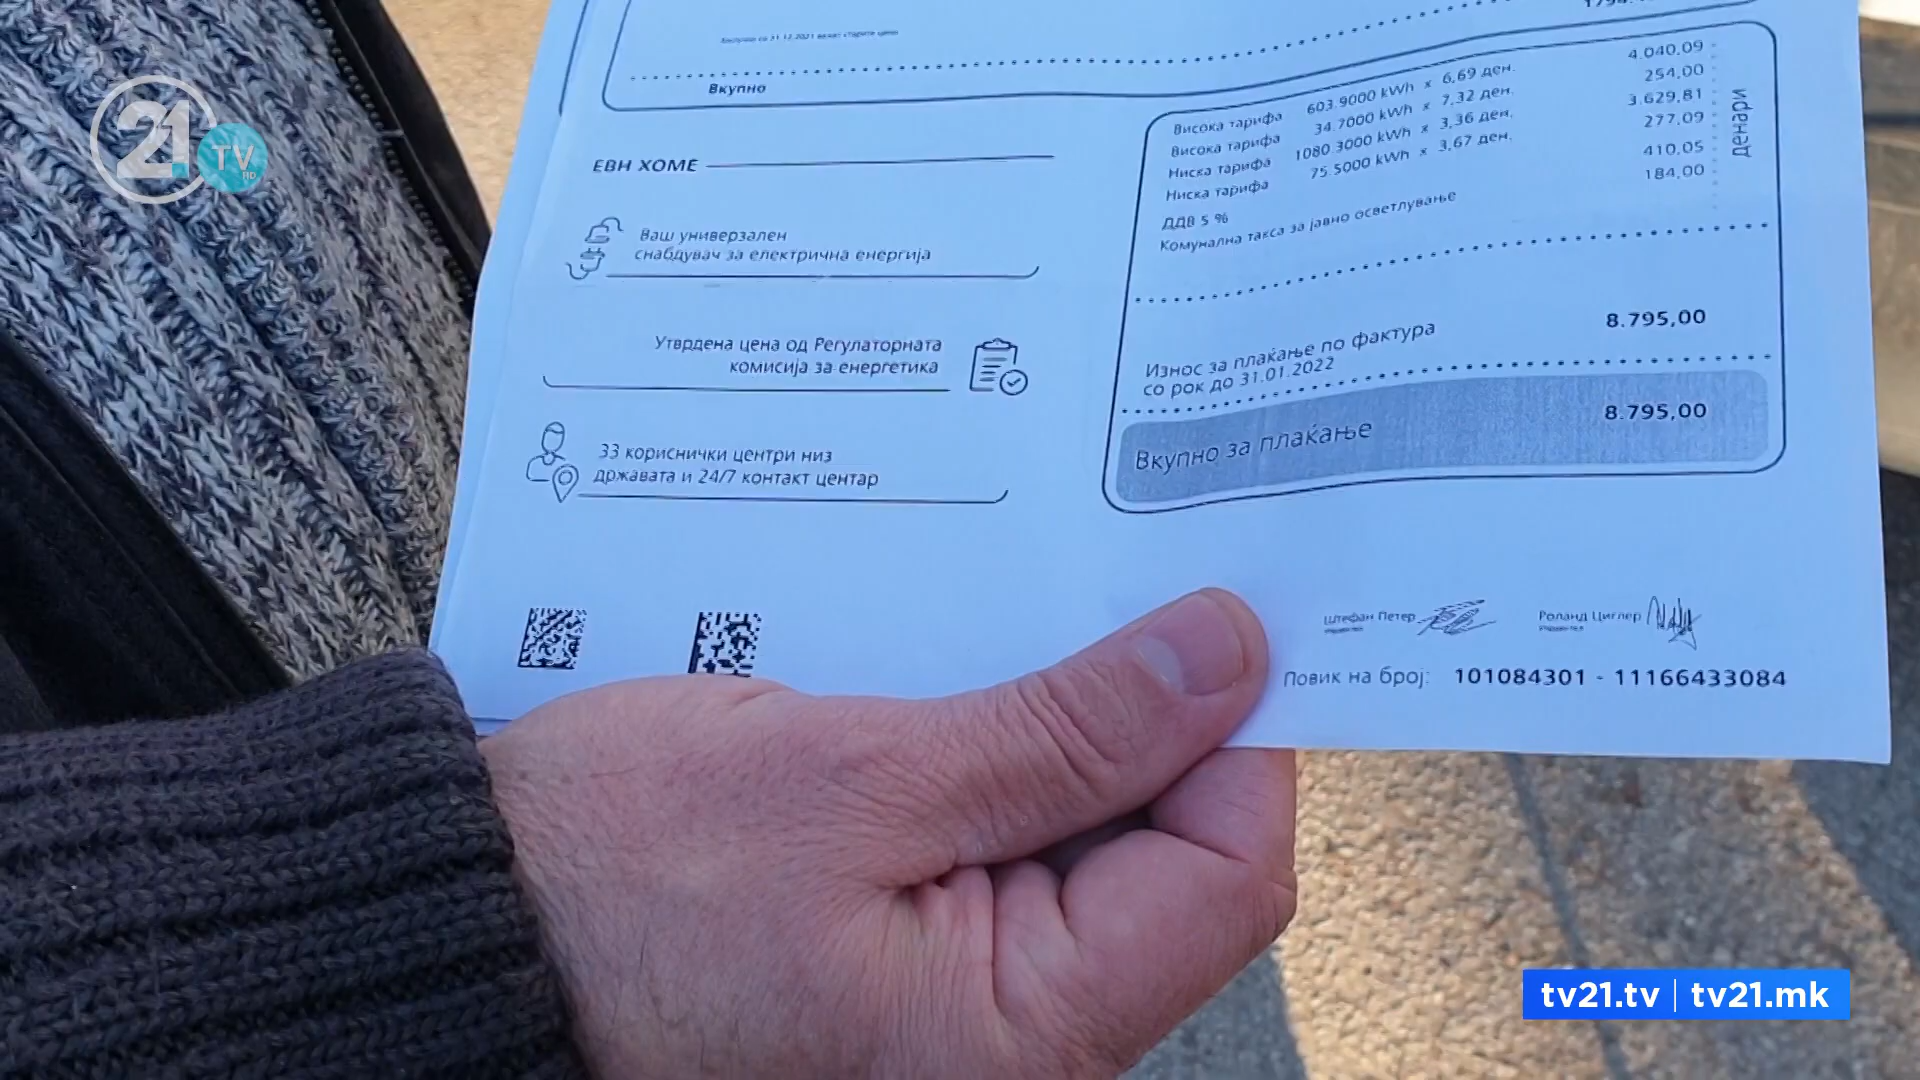 21
TV
HD
Вкупно
ЕВН ХОМЕ
Ваш универзален
снабдувач за електрична енергија
Утврдена цена од Регулаторната
комисија за енергетика
33 кориснички центри низ
државата и 24/7 контакт центар
Висока тарифа 603.9000 kWh x 6,69 ден. 4.040,09
Висока тарифа 34.7000 kWh x 7,32 ден. 254,00
Ниска тарифа 1080.3000 kWh x 3,36 ден. 3.629,81
Ниска тарифа 75.5000 kWh x 3,67 ден. 277,09
ДДВ 5 % 410,05
Комунална такса за јавно осветлување 184,00
денари
Износ за плаќање по фактура 8.795,00
со рок до 31.01.2022
Вкупно за плаќање 8.795,00
Штефан Петер Роланд Циглер
Повик на број: 101084301 - 11166433084
tv21.tv | tv21.mk